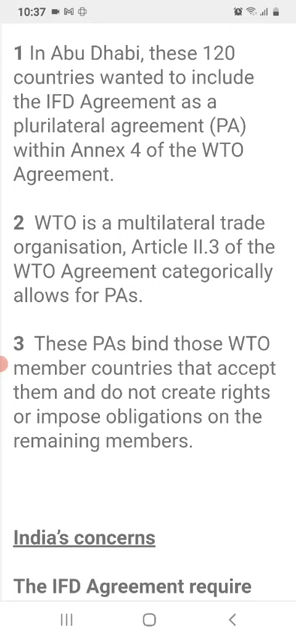 10:37
1 In Abu Dhabi, these 120
countries wanted to include
the IFD Agreement as a
plurilateral agreement (PA)
within Annex 4 of the WTO
Agreement.
2 WTO is a multilateral trade
organisation, Article II.3 of the
WTO Agreement categorically
allows for PAs.
3 These PAs bind those WTO
member countries that accept
them and do not create rights
or impose obligations on the
remaining members.
India's concerns
The IFD Agreement require